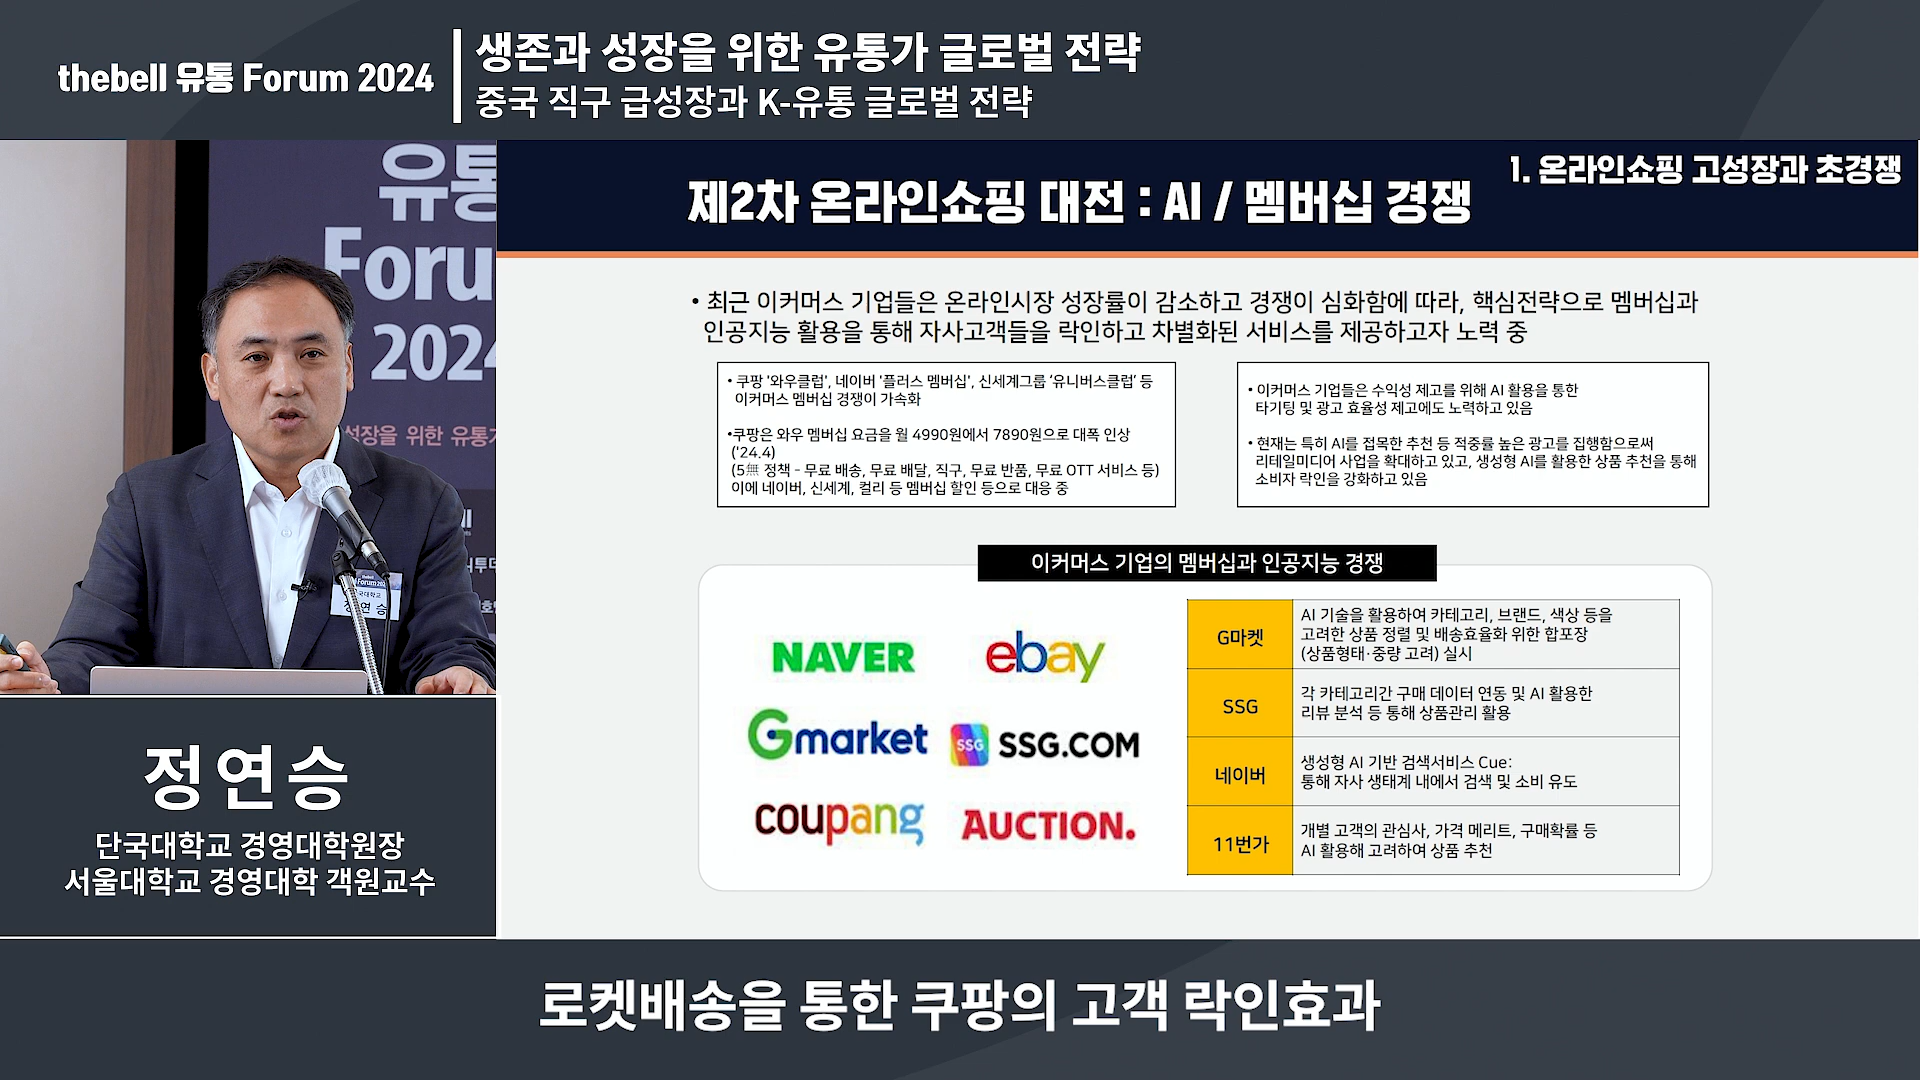 thebell 유통 Forum 2024
생존과 성장을 위한 유통가 글로벌 전략
중국 직구 급성장과 K-유통 글로벌 전략
유통
Foru
2024
성장을 위한 유통가
thebell
Forum 202
국대학교
정연승
정연승
단국대학교 경영대학원장
서울대학교 경영대학 객원교수
1. 온라인쇼핑 고성장과 초경쟁
제2차 온라인쇼핑 대전 : AI / 멤버십 경쟁
• 최근 이커머스 기업들은 온라인시장 성장률이 감소하고 경쟁이 심화함에 따라, 핵심전략으로 멤버십과
인공지능 활용을 통해 자사고객들을 락인하고 차별화된 서비스를 제공하고자 노력 중
• 쿠팡 '와우클럽', 네이버 '플러스 멤버십', 신세계그룹 '유니버스클럽' 등
이커머스 멤버십 경쟁이 가속화
•쿠팡은 와우 멤버십 요금을 월 4990원에서 7890원으로 대폭 인상
('24.4)
(5無 정책 - 무료 배송, 무료 배달, 직구, 무료 반품, 무료 OTT 서비스 등)
이에 네이버, 신세계, 컬리 등 멤버십 할인 등으로 대응 중
• 이커머스 기업들은 수익성 제고를 위해 AI 활용을 통한
타기팅 및 광고 효율성 제고에도 노력하고 있음
• 현재는 특히 AI를 접목한 추천 등 적중률 높은 광고를 집행함으로써
리테일미디어 사업을 확대하고 있고, 생성형 AI를 활용한 상품 추천을 통해
소비자 락인을 강화하고 있음
이커머스 기업의 멤버십과 인공지능 경쟁
NAVER
ebay
Gmarket
SSG
SSG.COM
coupang
AUCTION.
G마켓
AI 기술을 활용하여 카테고리, 브랜드, 색상 등을
고려한 상품 정렬 및 배송효율화 위한 합포장
(상품형태·중량 고려) 실시
SSG
각 카테고리간 구매 데이터 연동 및 AI 활용한
리뷰 분석 등 통해 상품관리 활용
네이버
생성형 AI 기반 검색서비스 Cue:
통해 자사 생태계 내에서 검색 및 소비 유도
11번가
개별 고객의 관심사, 가격 메리트, 구매확률 등
AI 활용해 고려하여 상품 추천
로켓배송을 통한 쿠팡의 고객 락인효과